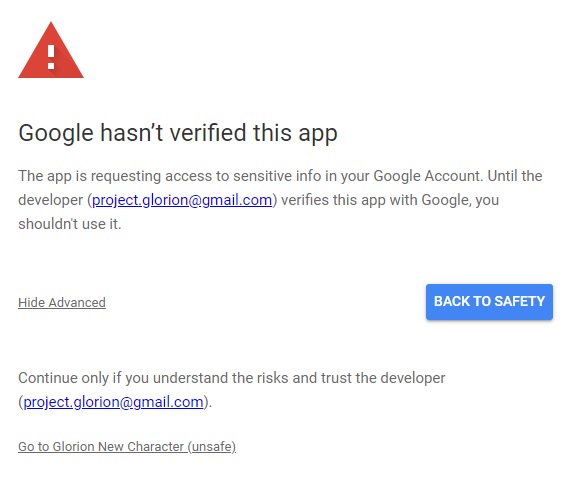 Google hasn’t verified this app
The app is requesting access to sensitive info in your Google Account. Until the
developer (project.glorion@gmail.com) verifies this app with Google, you
shouldn't use it.
Hide Advanced
BACK TO SAFETY
Continue only if you understand the risks and trust the developer
(project.glorion@gmail.com).
Go to Glorion New Character (unsafe)